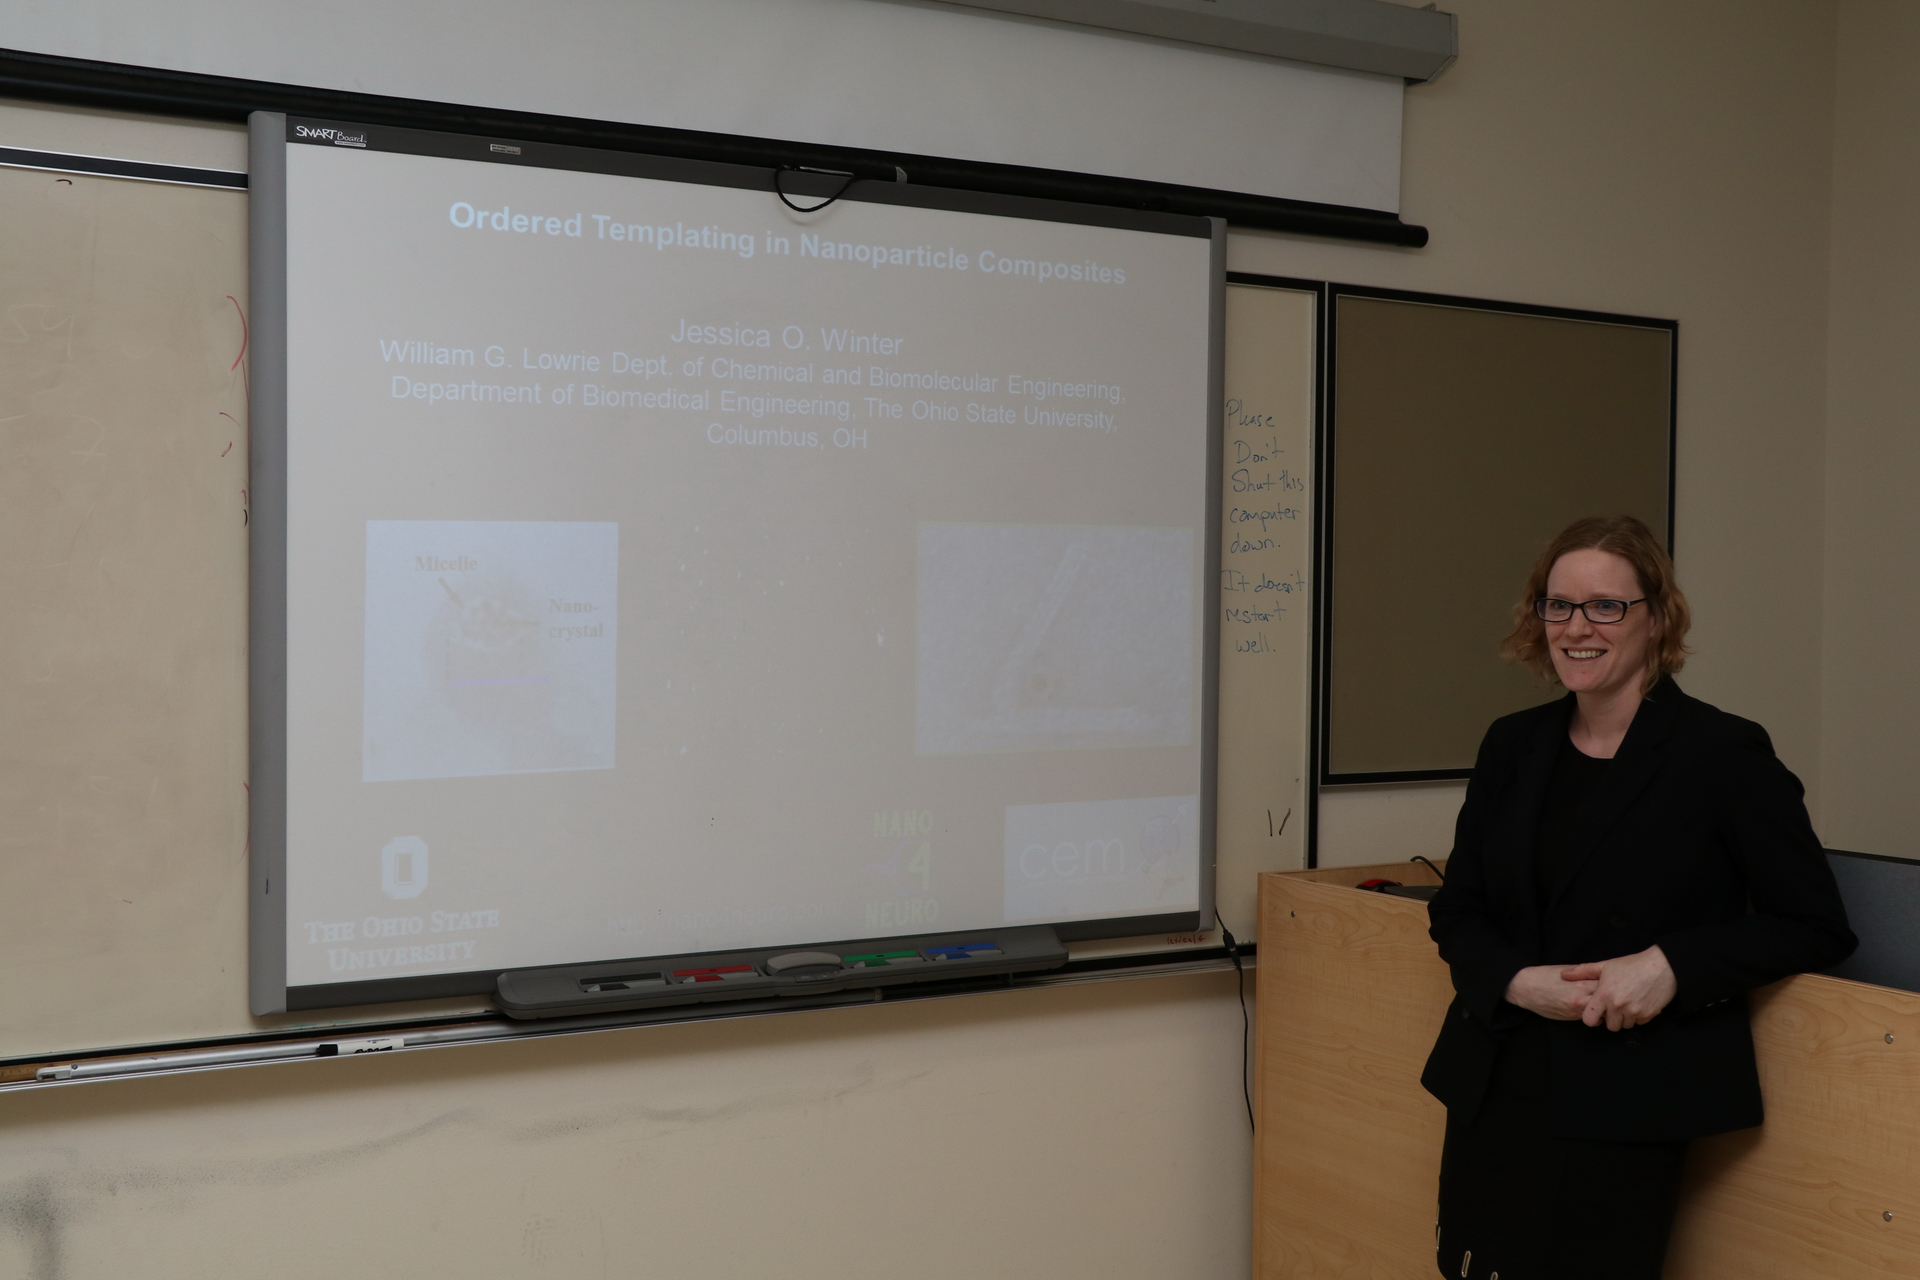 SMART Board
Ordered Templating in Nanoparticle Composites
Jessica O. Winter
William G. Lowrie Dept. of Chemical and Biomolecular Engineering,
Department of Biomedical Engineering, The Ohio State University,
Columbus, OH
Micelle
Nano-
crystal
NANO
4
NEURO
cem
O
THE OHIO STATE
UNIVERSITY
Please
Don't
Shut this
computer
down.
It doesn't
restart
well.